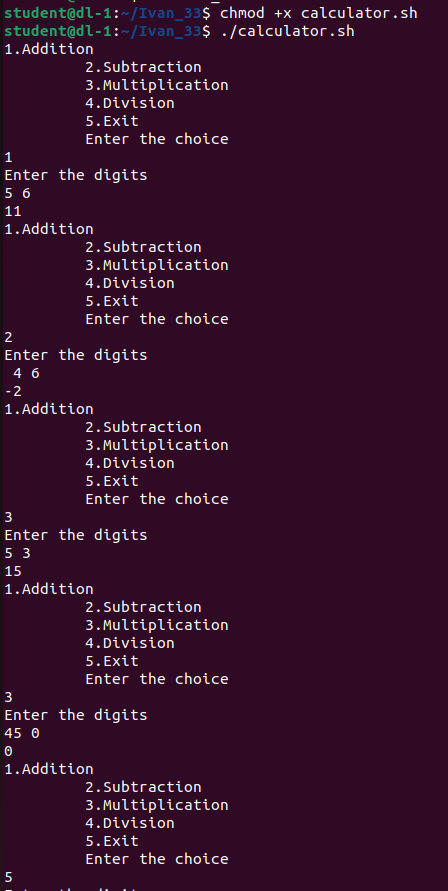 student@dl-1:~/Ivan_33$ chmod +x calculator.sh
student@dl-1:~/Ivan_33$ ./calculator.sh
1.Addition
2.Subtraction
3.Multiplication
4.Division
5.Exit
Enter the choice
1
Enter the digits
5 6
11
1.Addition
2.Subtraction
3.Multiplication
4.Division
5.Exit
Enter the choice
2
Enter the digits
4 6
-2
1.Addition
2.Subtraction
3.Multiplication
4.Division
5.Exit
Enter the choice
3
Enter the digits
5 3
15
1.Addition
2.Subtraction
3.Multiplication
4.Division
5.Exit
Enter the choice
3
Enter the digits
45 0
0
1.Addition
2.Subtraction
3.Multiplication
4.Division
5.Exit
Enter the choice
5